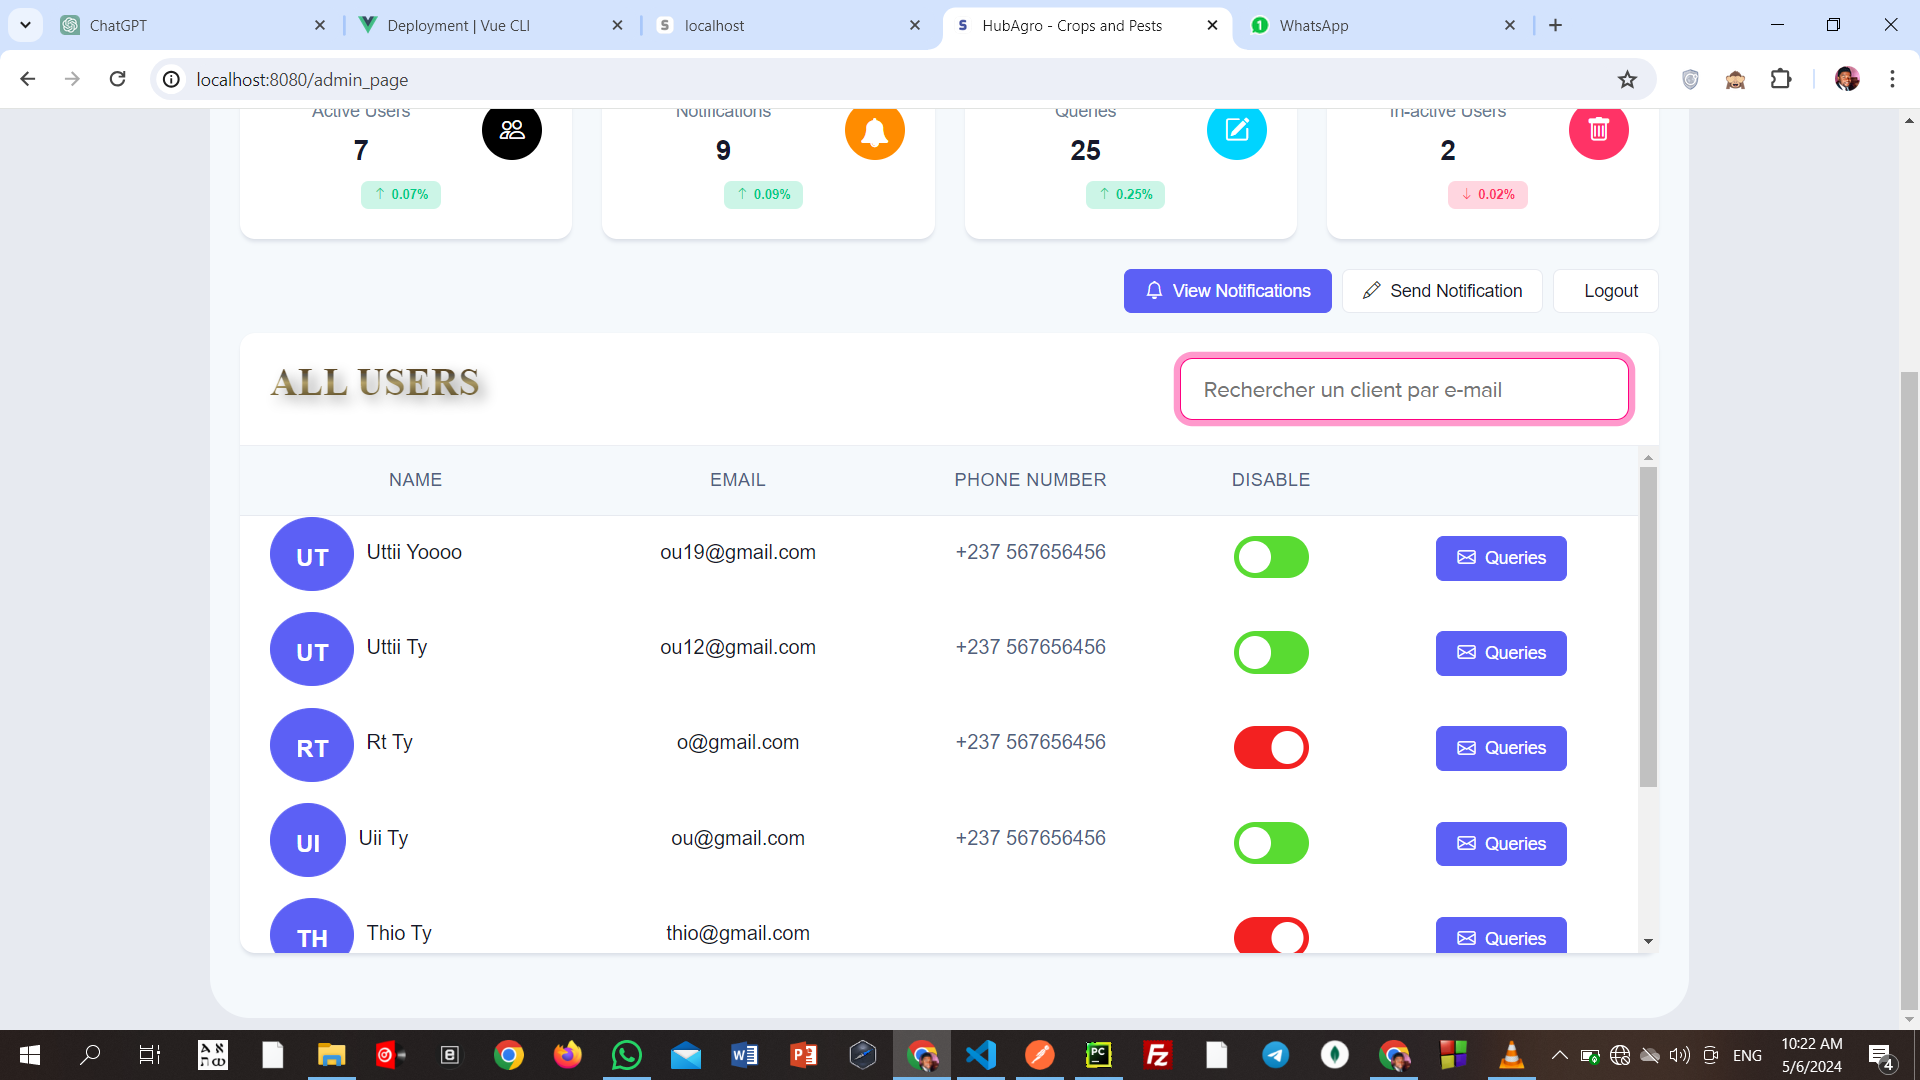 ChatGPT
Deployment | Vue CLI
S localhost
S HubAgro - Crops and Pests
1 WhatsApp
localhost:8080/admin_page
Active Users
7
↑ 0.07%
Notifications
9
↑ 0.09%
Queries
25
↑ 0.25%
In-active Users
2
↓ 0.02%
View Notifications
Send Notification
Logout
ALL USERS
Rechercher un client par e-mail
NAME EMAIL PHONE NUMBER DISABLE
UT Uttii Yoooo ou19@gmail.com +237 567656456 Queries
UT Uttii Ty ou12@gmail.com +237 567656456 Queries
RT Rt Ty o@gmail.com +237 567656456 Queries
UI Uii Ty ou@gmail.com +237 567656456 Queries
TH Thio Ty thio@gmail.com Queries
ENG
10:22 AM
5/6/2024
4